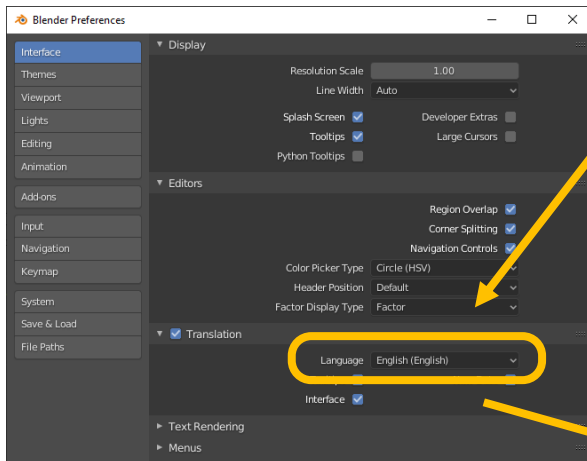 Blender Preferences
Interface
Themes
Viewport
Lights
Editing
Animation
Add-ons
Input
Navigation
Keymap
System
Save & Load
File Paths
Display
Resolution Scale 1.00
Line Width Auto
Splash Screen Developer Extras
Tooltips Large Cursors
Python Tooltips
Editors
Region Overlap
Corner Splitting
Navigation Controls
Color Picker Type Circle (HSV)
Header Position Default
Factor Display Type Factor
Translation
Language English (English)
Interface
Text Rendering
Menus